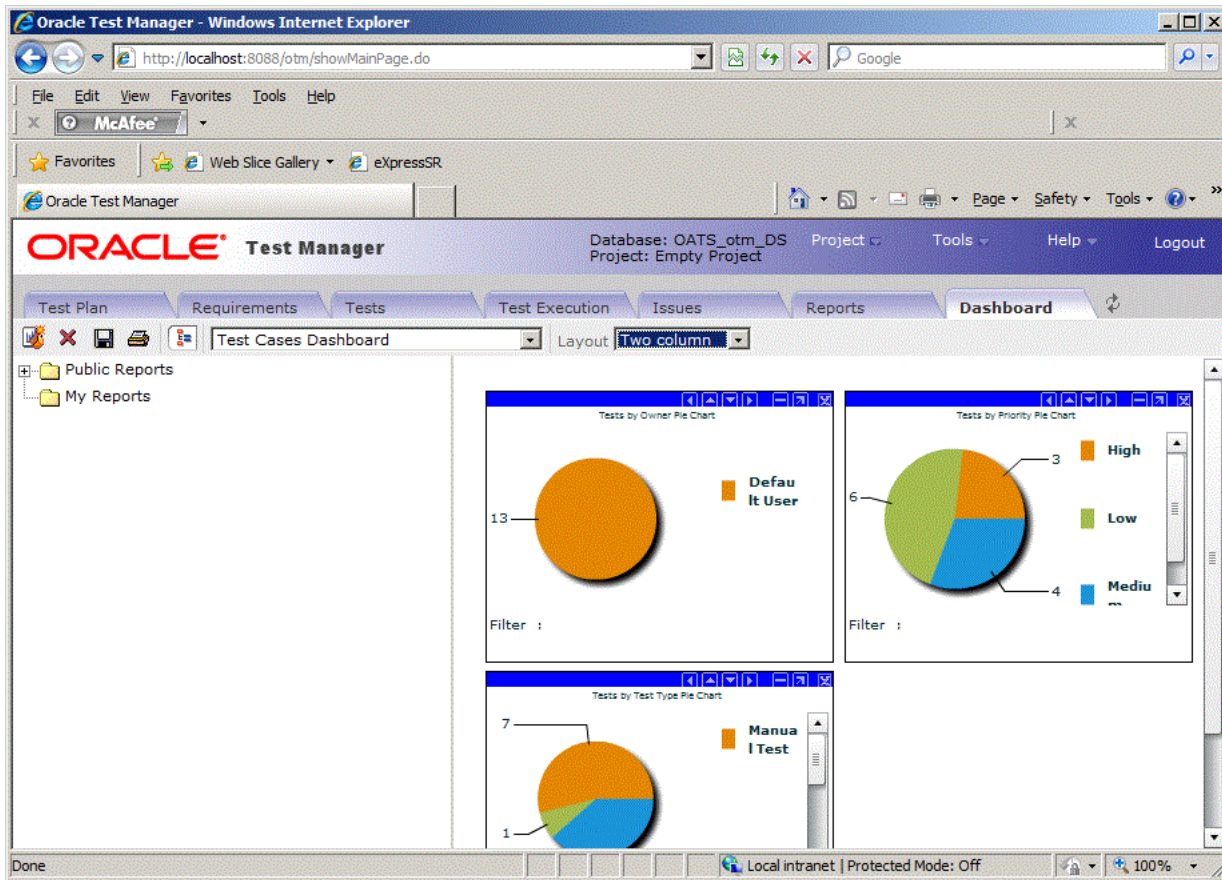 Oracle Test Manager - Windows Internet Explorer
http://localhost:8088/otm/showMainPage.do
Google
File Edit View Favorites Tools Help
x McAfee x
Favorites Web Slice Gallery eXpressSR
Oracle Test Manager Page Safety Tools »
ORACLE Test Manager
Database: OATS_otm_DS Project Tools Help Logout
Project: Empty Project
Test Plan Requirements Tests Test Execution Issues Reports Dashboard
Test Cases Dashboard Layout Two column
Public Reports
My Reports
Tests by Owner Pie Chart
13
Defau
lt User
Filter :
Tests by Priority Pie Chart
3
6
4
High
Low
Mediu
m
Filter :
Tests by Test Type Pie Chart
7
1
Manua
l Test
Done Local intranet | Protected Mode: Off 100%